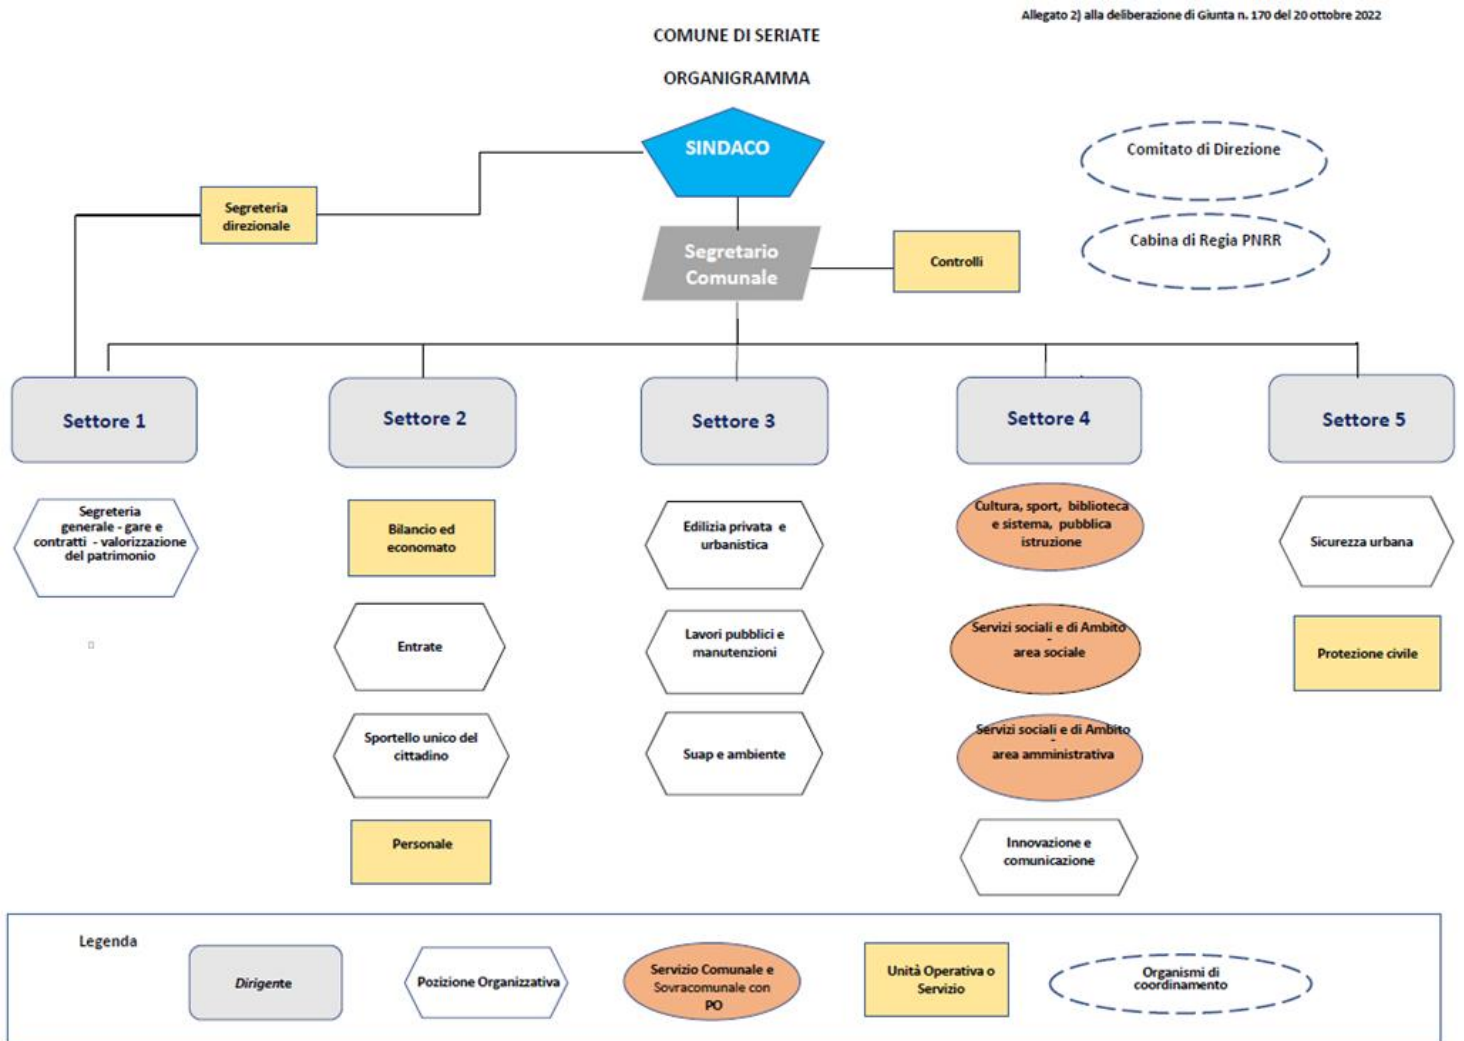 Allegato 2) alla deliberazione di Giunta n. 170 del 20 ottobre 2022
COMUNE DI SERIATE
ORGANIGRAMMA
SINDACO
Comitato di Direzione
Segreteria
direzionale
Segretario
Comunale
Controlli
Cabina di Regia PNRR
Settore 1
Settore 2
Settore 3
Settore 4
Settore 5
Segreteria
generale - gare e
contratti - valorizzazione
del patrimonio
Bilancio ed
economato
Entrate
Sportello unico del
cittadino
Personale
Edilizia privata e
urbanistica
Lavori pubblici e
manutenzioni
Suap e ambiente
Cultura, sport, biblioteca
e sistema, pubblica
istruzione
Servizi sociali e di Ambito
-
area sociale
Servizi sociali e di Ambito
-
area amministrativa
Innovazione e
comunicazione
Sicurezza urbana
Protezione civile
Legenda
Dirigente
Pozizione Organizzativa
Servizio Comunale e
Sovracomunale con
PO
Unità Operativa o
Servizio
Organismi di
coordinamento